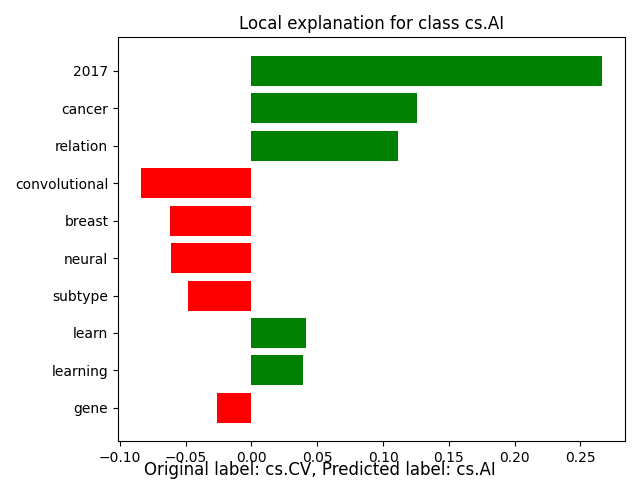 Local explanation for class cs.AI
2017
cancer
relation
convolutional
breast
neural
subtype
learn
learning
gene
−0.10 −0.05 0.00 0.05 0.10 0.15 0.20 0.25
Original label: cs.CV, Predicted label: cs.AI